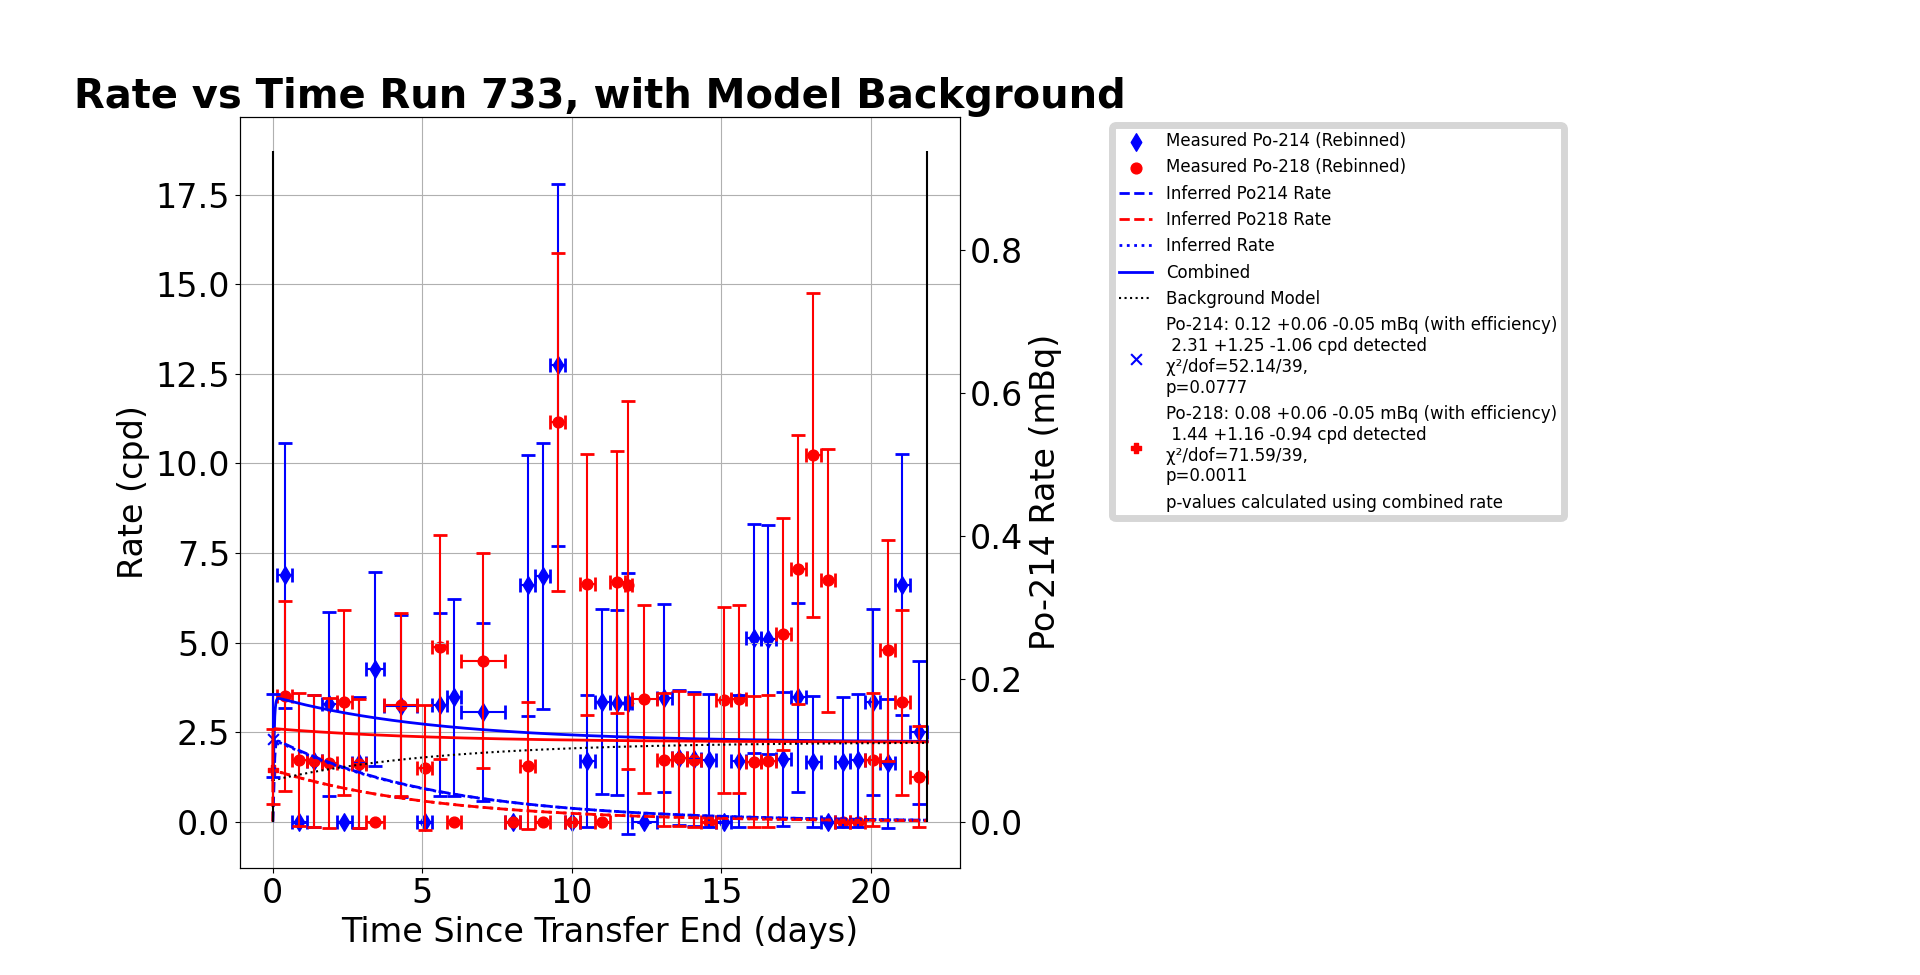 Rate vs Time Run 733, with Model Background
Rate (cpd)
17.5
15.0
12.5
10.0
7.5
5.0
2.5
0.0
0
5
10
15
20
Time Since Transfer End (days)
0.8
0.6
0.4
0.2
0.0
Po-214 Rate (mBq)
Measured Po-214 (Rebinned)
Measured Po-218 (Rebinned)
Inferred Po214 Rate
Inferred Po218 Rate
Inferred Rate
Combined
Background Model
Po-214: 0.12 +0.06 -0.05 mBq (with efficiency)
2.31 +1.25 -1.06 cpd detected
χ²/dof=52.14/39,
p=0.0777
Po-218: 0.08 +0.06 -0.05 mBq (with efficiency)
1.44 +1.16 -0.94 cpd detected
χ²/dof=71.59/39,
p=0.0011
p-values calculated using combined rate